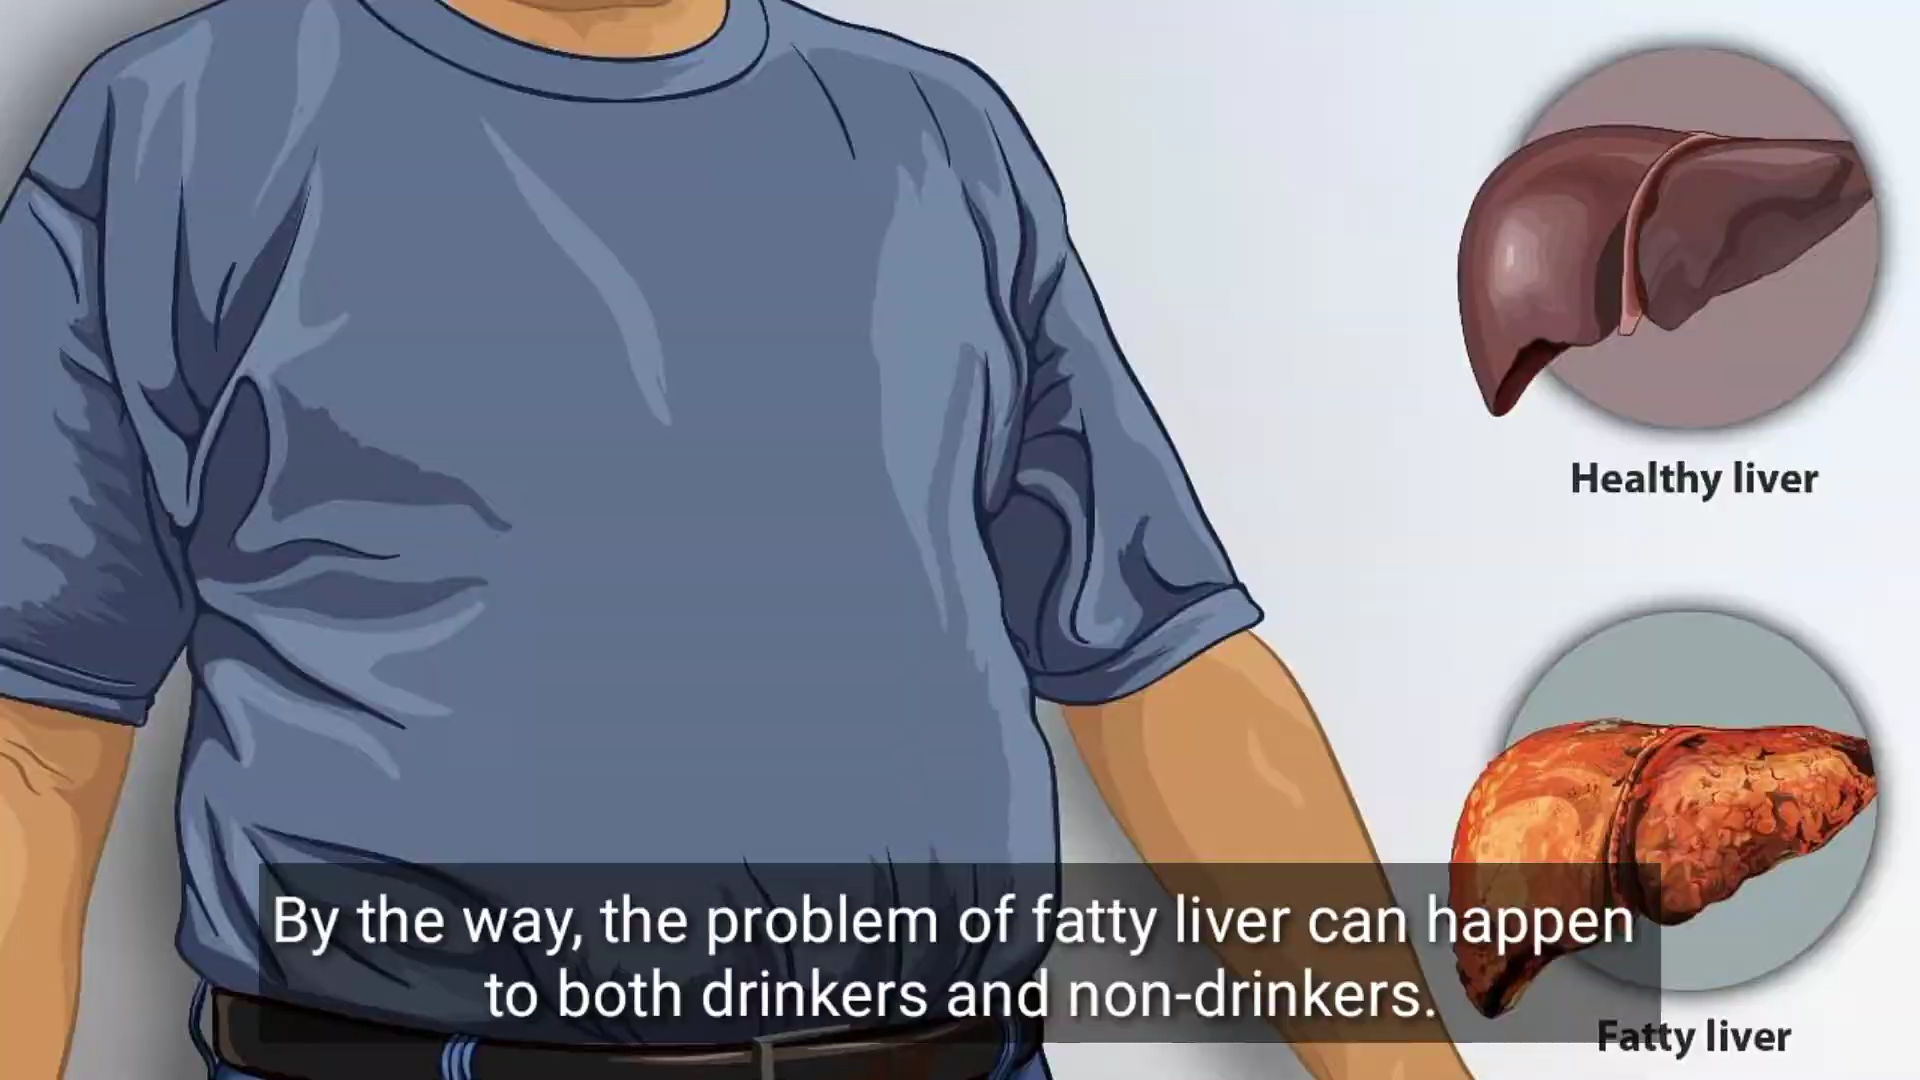 Healthy liver
Fatty liver
By the way, the problem of fatty liver can happen
to both drinkers and non-drinkers.